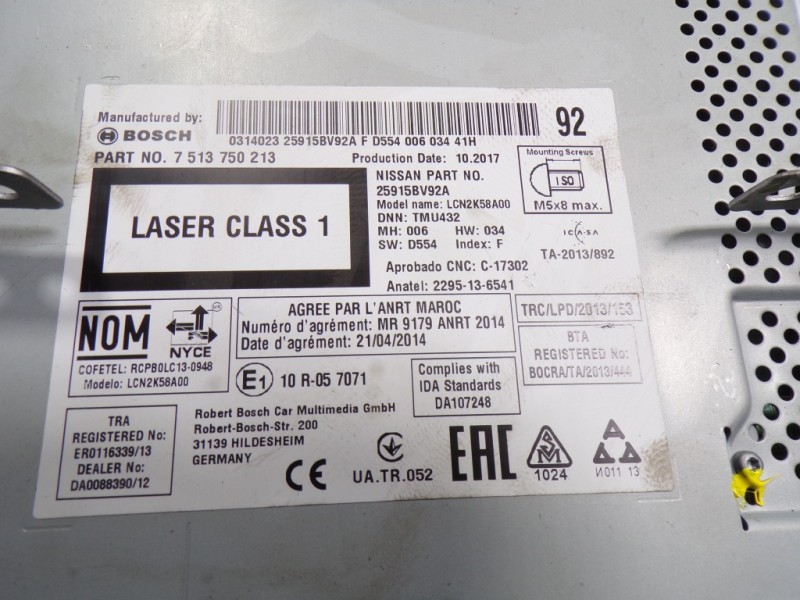 Manufactured by:
BOSCH
0314023 25915BV92A F D554 006 034 41H
92
PART NO. 7 513 750 213
Production Date: 10.2017
LASER CLASS 1
NISSAN PART NO.
25915BV92A
Model name: LCN2K58A00
DNN: TMU432
MH: 006 HW: 034
SW: D554 Index: F
Mounting Screws
ISO
M5x8 max.
ICASA
TA-2013/892
Aprobado CNC: C-17302
Anatel: 2295-13-6541
NOM
NYCE
COFETEL: RCPBOLC13-0948
Modelo: LCN2K58A00
AGREE PAR L'ANRT MAROC
Numéro d'agrément: MR 9179 ANRT 2014
Date d'agrément: 21/04/2014
TRC/LPD/2013/153
BTA
REGISTERED No:
BOCRA/TA/2013/444
E1 10 R-05 7071
Complies with
IDA Standards
DA107248
TRA
REGISTERED No:
ER0116339/13
DEALER No:
DA0088390/12
Robert Bosch Car Multimedia GmbH
Robert-Bosch-Str. 200
31139 HILDESHEIM
GERMANY
CE
UA.TR.052
EAC
1024
И011 13